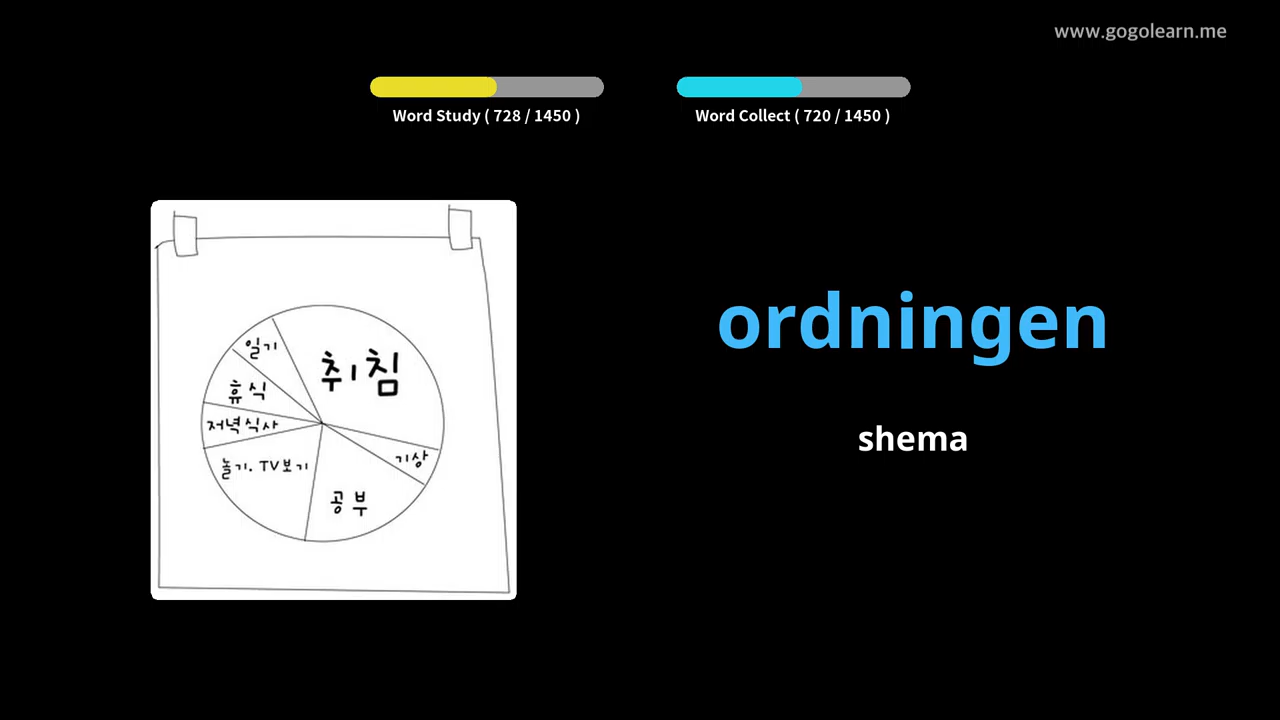 www.gogolearn.me
Word Study ( 728 / 1450 )
Word Collect ( 720 / 1450 )
일기
취침
휴식
저녁식사
놀기. TV보기
기상
공부
ordningen
shema